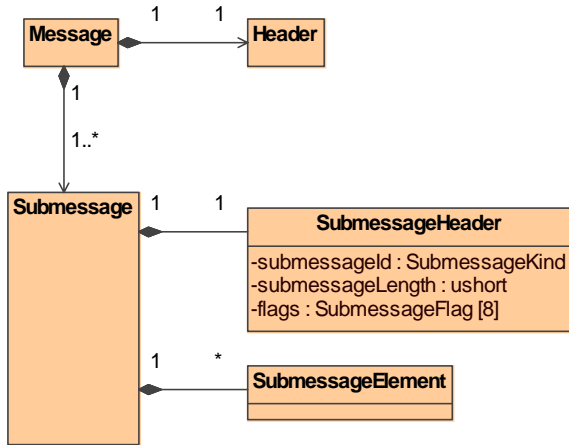 1 1
Message Header
1
1..*
Submessage 1 1 SubmessageHeader
-submessageId : SubmessageKind
-submessageLength : ushort
-flags : SubmessageFlag [8]
1 *
SubmessageElement